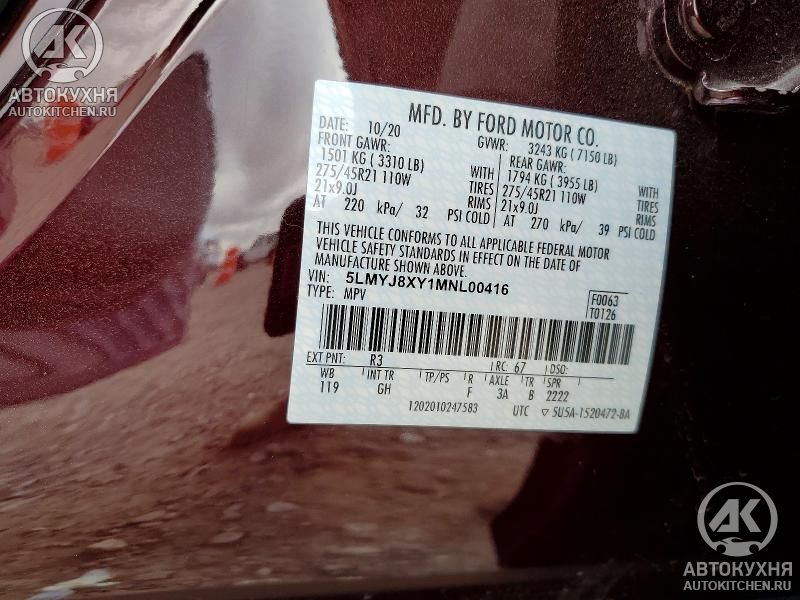 АК
АВТОКУХНЯ
AUTOKITCHEN.RU
MFD. BY FORD MOTOR CO.
DATE: 10/20 GVWR: 3243 KG ( 7150 LB)
FRONT GAWR: REAR GAWR:
1501 KG ( 3310 LB) WITH 1794 KG ( 3955 LB) WITH
275/45R21 110W TIRES 275/45R21 110W TIRES
21x9.0J RIMS 21x9.0J RIMS
AT 220 kPa/ 32 PSI COLD AT 270 kPa/ 39 PSI COLD
THIS VEHICLE CONFORMS TO ALL APPLICABLE FEDERAL MOTOR
VEHICLE SAFETY STANDARDS IN EFFECT ON THE DATE OF
MANUFACTURE SHOWN ABOVE.
VIN: 5LMYJ8XY1MNL00416
TYPE: MPV
F0063
T0126
EXT PNT: R3 RC: 67 DSO:
WB INT TR TP/PS R AXLE TR SPR
119 GH F 3A B 2222
1202010247583 UTC ▽ 5U5A-1520472-BA
АК
АВТОКУХНЯ
AUTOKITCHEN.RU